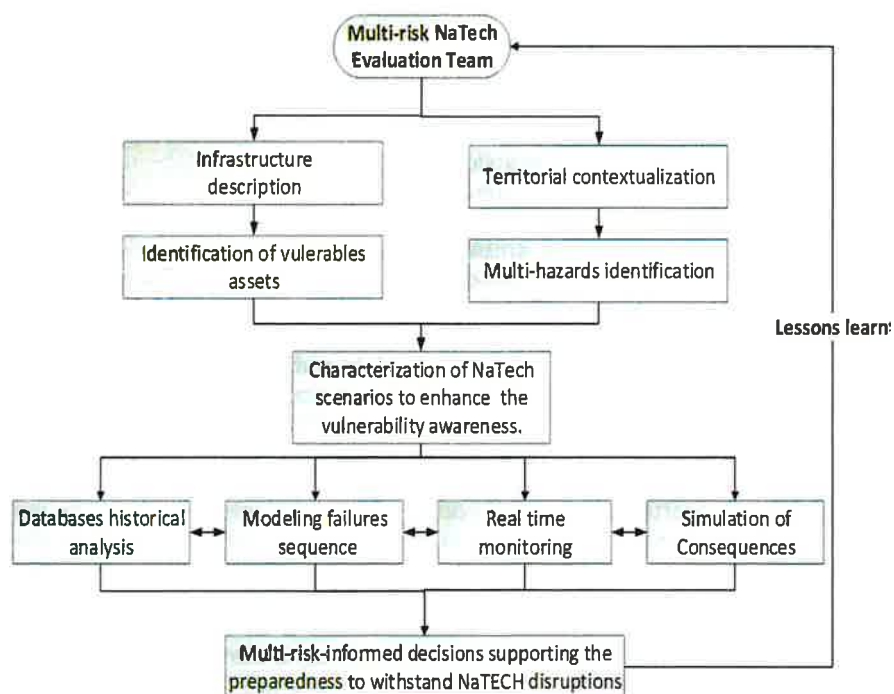 Multi-risk NaTech
Evaluation Team
Infrastructure
description
Territorial contextualization
Identification of vulerables
assets
Multi-hazards identification
Lessons learn
Characterization of NaTech
scenarios to enhance the
vulnerability awareness.
Databases historical
analysis
Modeling failures
sequence
Real time
monitoring
Simulation of
Consequences
Multi-risk-informed decisions supporting the
preparedness to withstand NaTECH disruptions